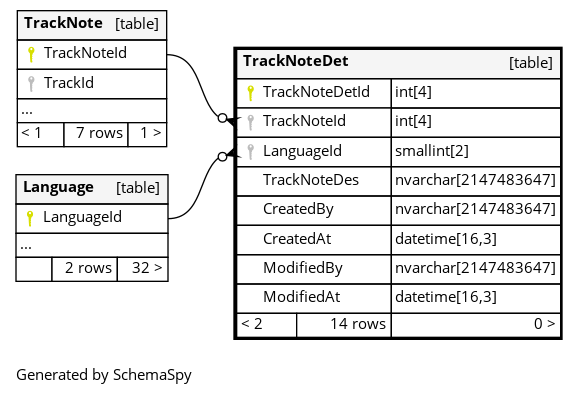 TrackNote [table]
TrackNoteId
TrackId
...
< 1 7 rows 1 >
Language [table]
LanguageId
...
2 rows 32 >
TrackNoteDet [table]
TrackNoteDetId int[4]
TrackNoteId int[4]
LanguageId smallint[2]
TrackNoteDes nvarchar[2147483647]
CreatedBy nvarchar[2147483647]
CreatedAt datetime[16,3]
ModifiedBy nvarchar[2147483647]
ModifiedAt datetime[16,3]
< 2 14 rows 0 >
Generated by SchemaSpy